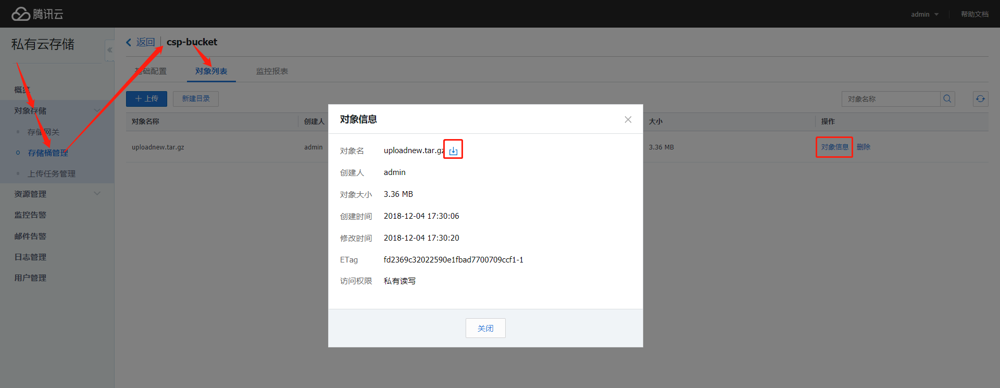 腾讯云
admin
帮助文档
私有云存储
返回
csp-bucket
基础配置
对象列表
监控报表
概览
对象存储
存储网关
存储桶管理
上传任务管理
资源管理
监控告警
邮件告警
日志管理
用户管理
上传
新建目录
对象名称
对象名称
创建人
大小
操作
uploadnew.tar.gz
admin
3.36 MB
对象信息
删除
对象信息
对象名
uploadnew.tar.gz
创建人
admin
对象大小
3.36 MB
创建时间
2018-12-04 17:30:06
修改时间
2018-12-04 17:30:20
ETag
fd2369c32022590e1fbad7700709ccf1-1
访问权限
私有读写
关闭